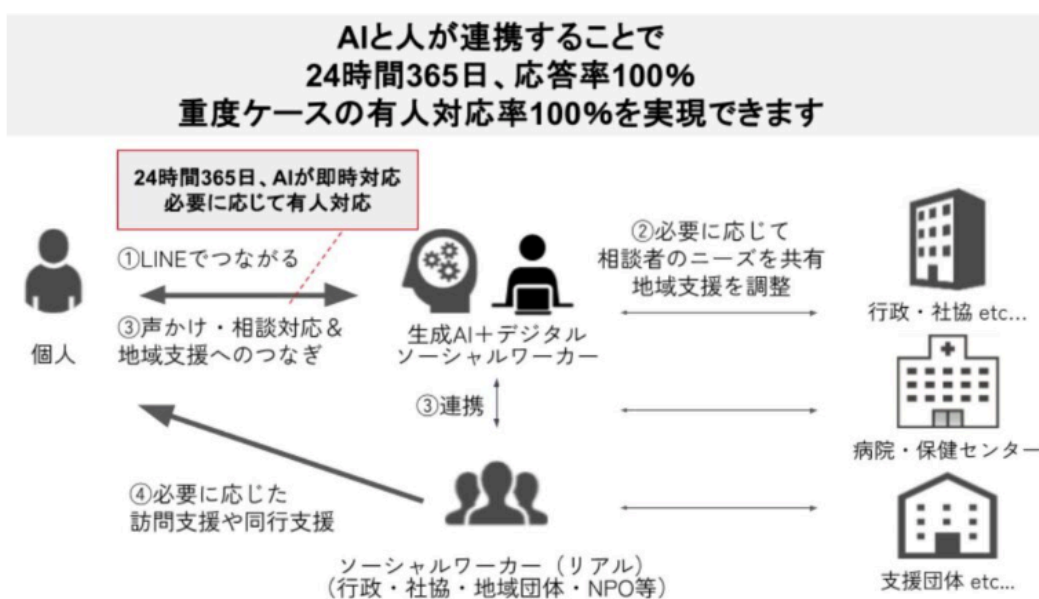 AIと人が連携することで
24時間365日、応答率100%
重度ケースの有人対応率100%を実現できます
24時間365日、AIが即時対応
必要に応じて有人対応
①LINEでつながる
③声かけ・相談対応＆
地域支援へのつなぎ
個人
生成AI＋デジタル
ソーシャルワーカー
②必要に応じて
相談者のニーズを共有
地域支援を調整
行政・社協 etc...
③連携
病院・保健センター
④必要に応じた
訪問支援や同行支援
ソーシャルワーカー（リアル）
（行政・社協・地域団体・NPO等）
支援団体 etc...